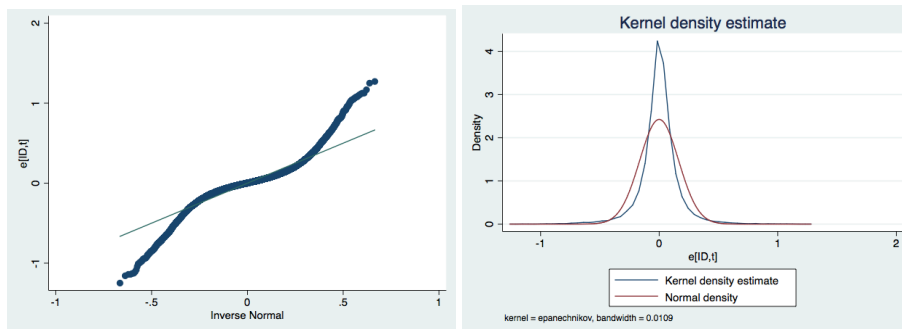 2
1
0
-1
e[ID,t]
-1
-.5
0
.5
1
Inverse Normal
Kernel density estimate
4
3
2
1
0
Density
-1
0
1
2
e[ID,t]
Kernel density estimate
Normal density
kernel = epanechnikov, bandwidth = 0.0109